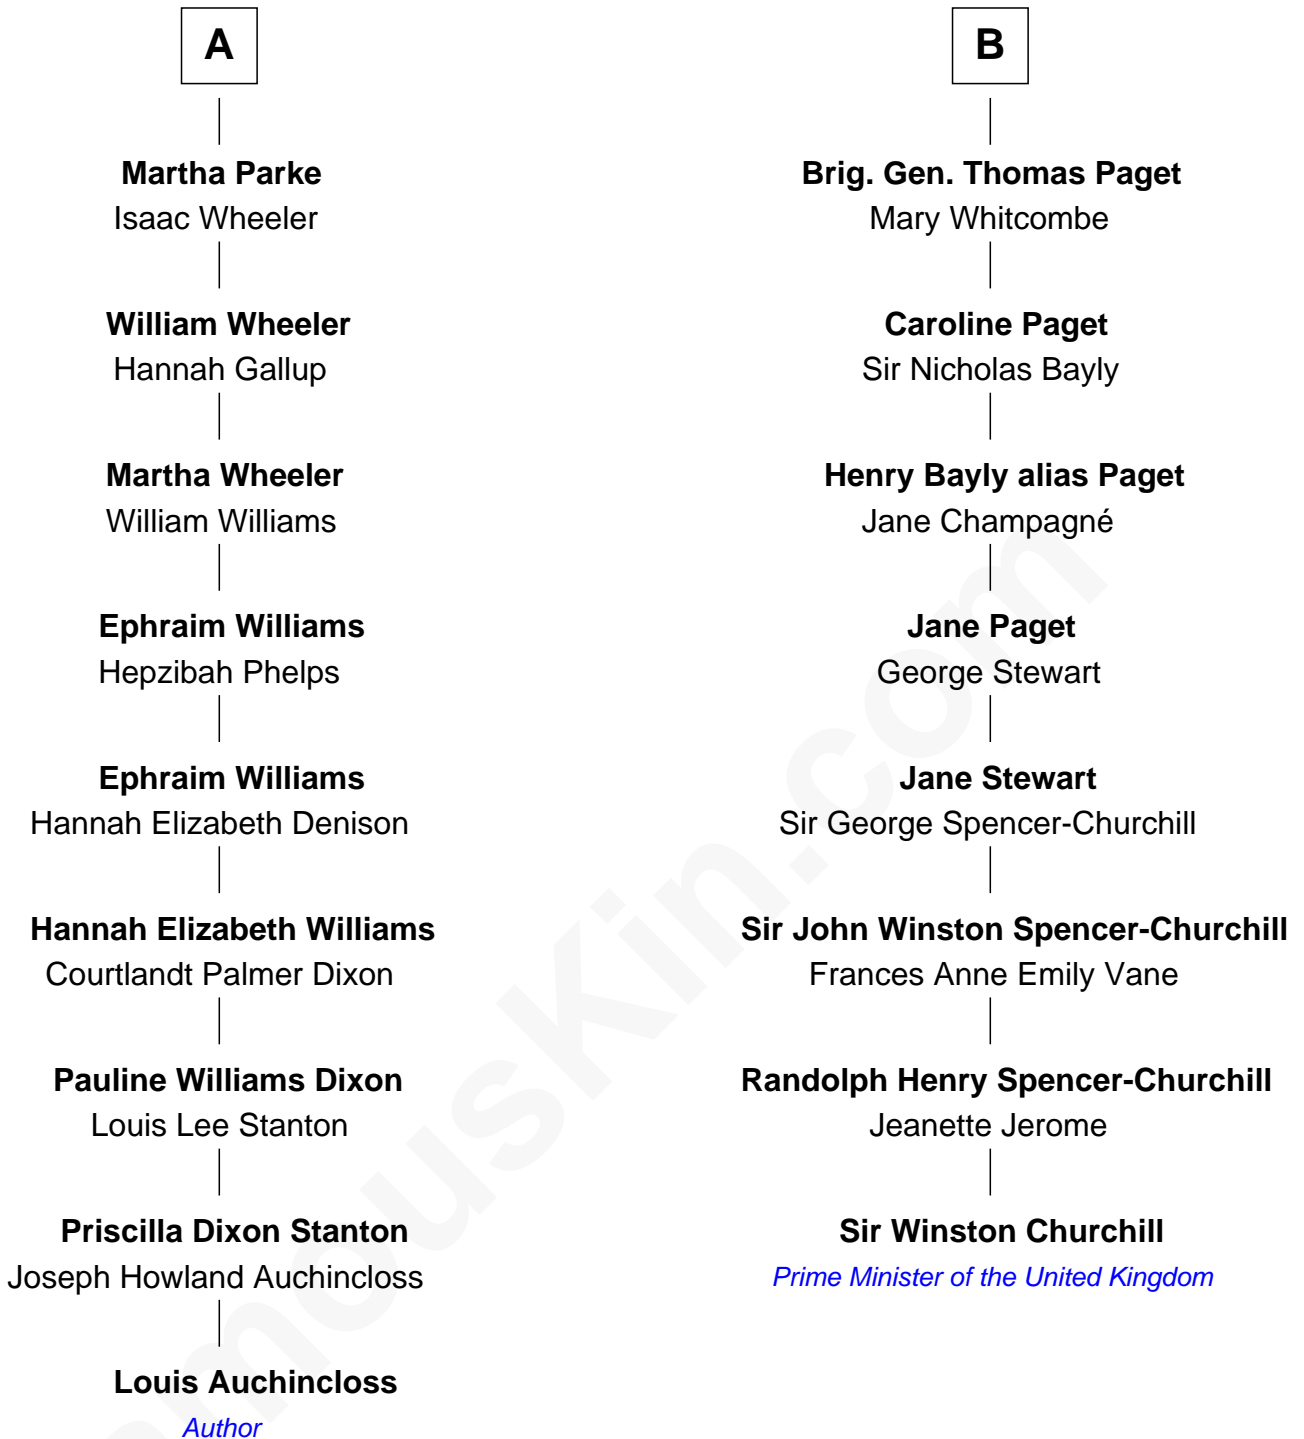 A
Martha Parke
Isaac Wheeler
William Wheeler
Hannah Gallup
Martha Wheeler
William Williams
Ephraim Williams
Hepzibah Phelps
Ephraim Williams
Hannah Elizabeth Denison
Hannah Elizabeth Williams
Courtlandt Palmer Dixon
Pauline Williams Dixon
Louis Lee Stanton
Priscilla Dixon Stanton
Joseph Howland Auchincloss
Louis Auchincloss
Author
B
Brig. Gen. Thomas Paget
Mary Whitcombe
Caroline Paget
Sir Nicholas Bayly
Henry Bayly alias Paget
Jane Champagné
Jane Paget
George Stewart
Jane Stewart
Sir George Spencer-Churchill
Sir John Winston Spencer-Churchill
Frances Anne Emily Vane
Randolph Henry Spencer-Churchill
Jeanette Jerome
Sir Winston Churchill
Prime Minister of the United Kingdom
amousKin.com